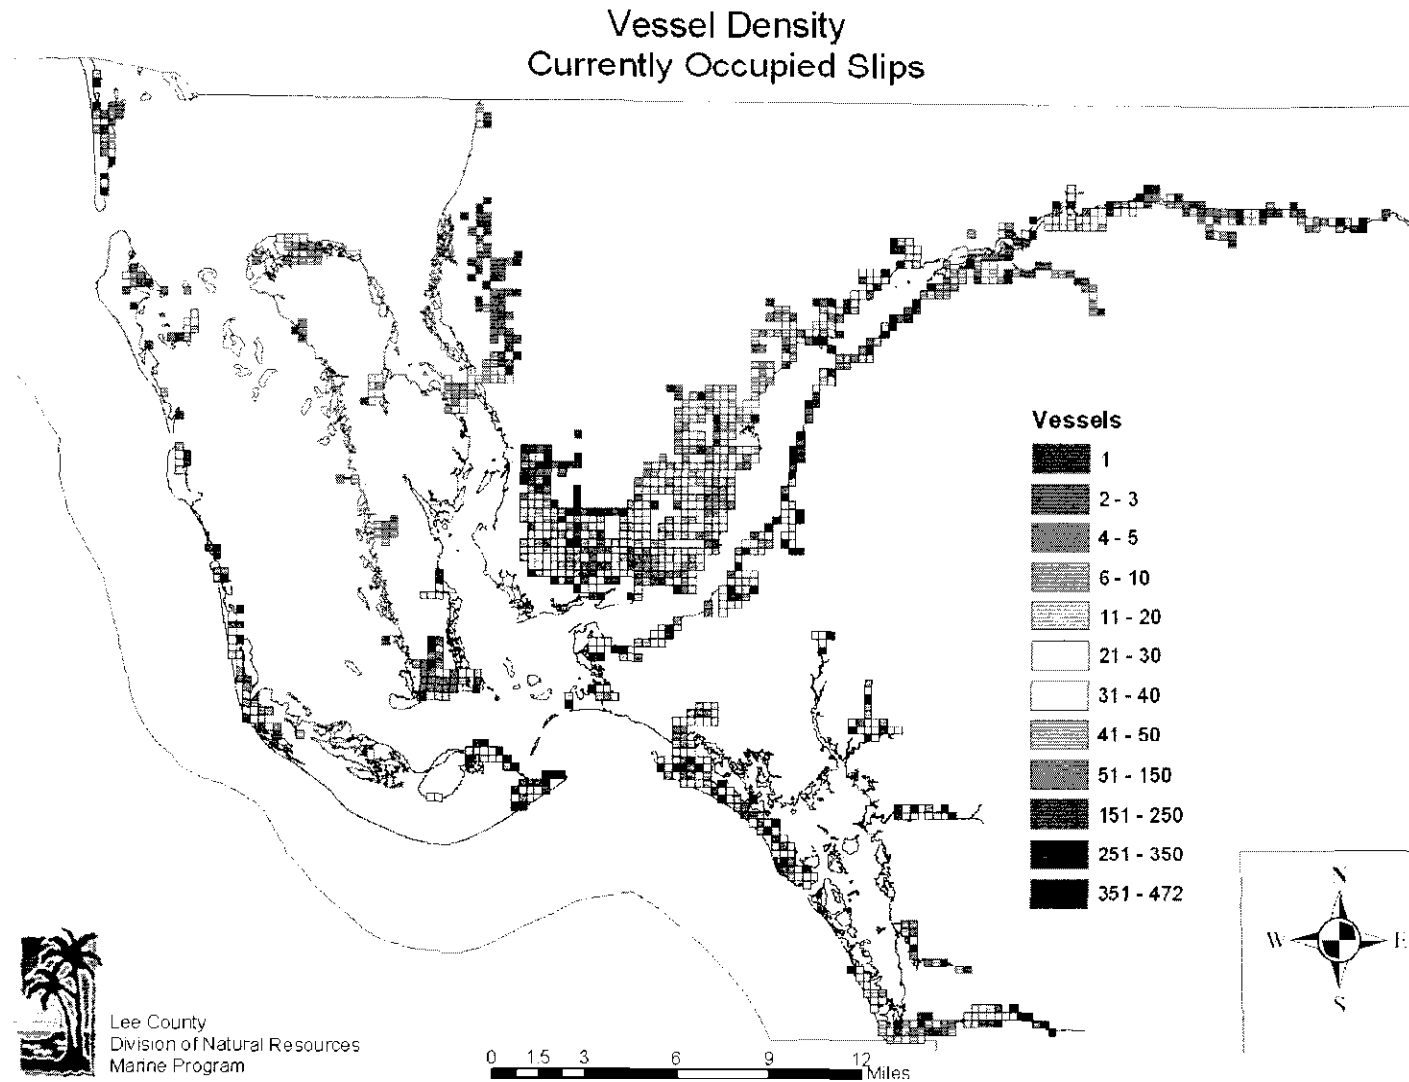 Vessel Density
Currently Occupied Slips
Vessels
1
2 - 3
4 - 5
6 - 10
11 - 20
21 - 30
31 - 40
41 - 50
51 - 150
151 - 250
251 - 350
351 - 472
N
W E
S
Lee County
Division of Natural Resources
Marine Program
0 1.5 3 6 9 12
Miles